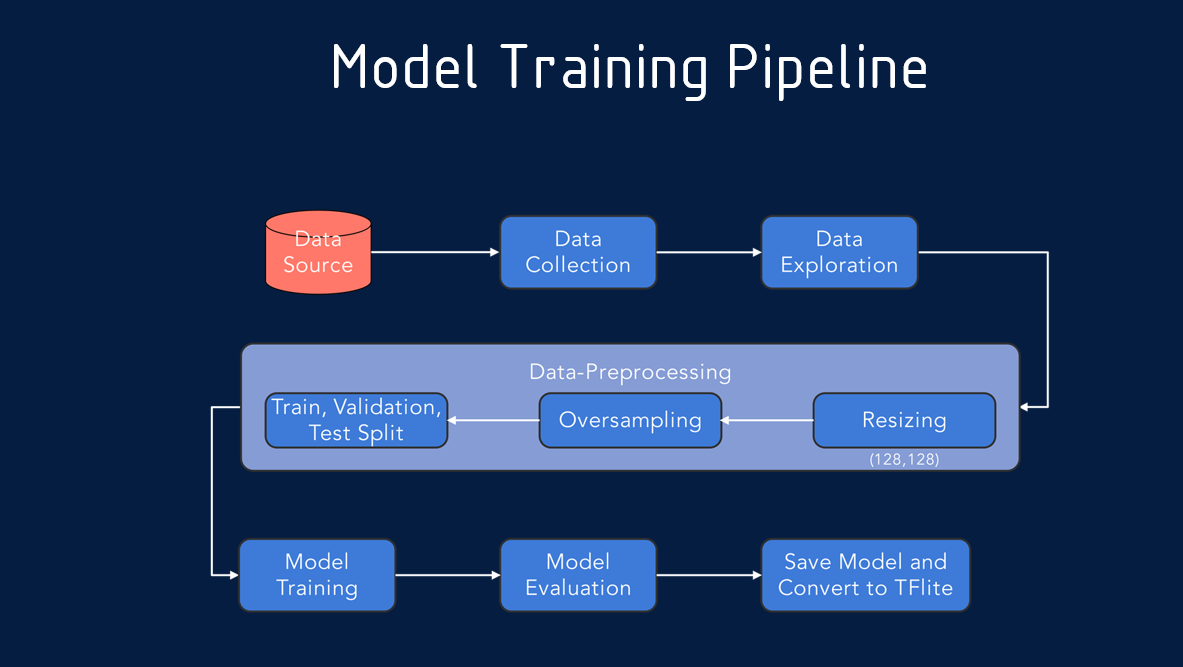 Model Training Pipeline
Data
Source
Data
Collection
Data
Exploration
Data-Preprocessing
Resizing
(128,128)
Oversampling
Train, Validation,
Test Split
Model
Training
Model
Evaluation
Save Model and
Convert to TFlite